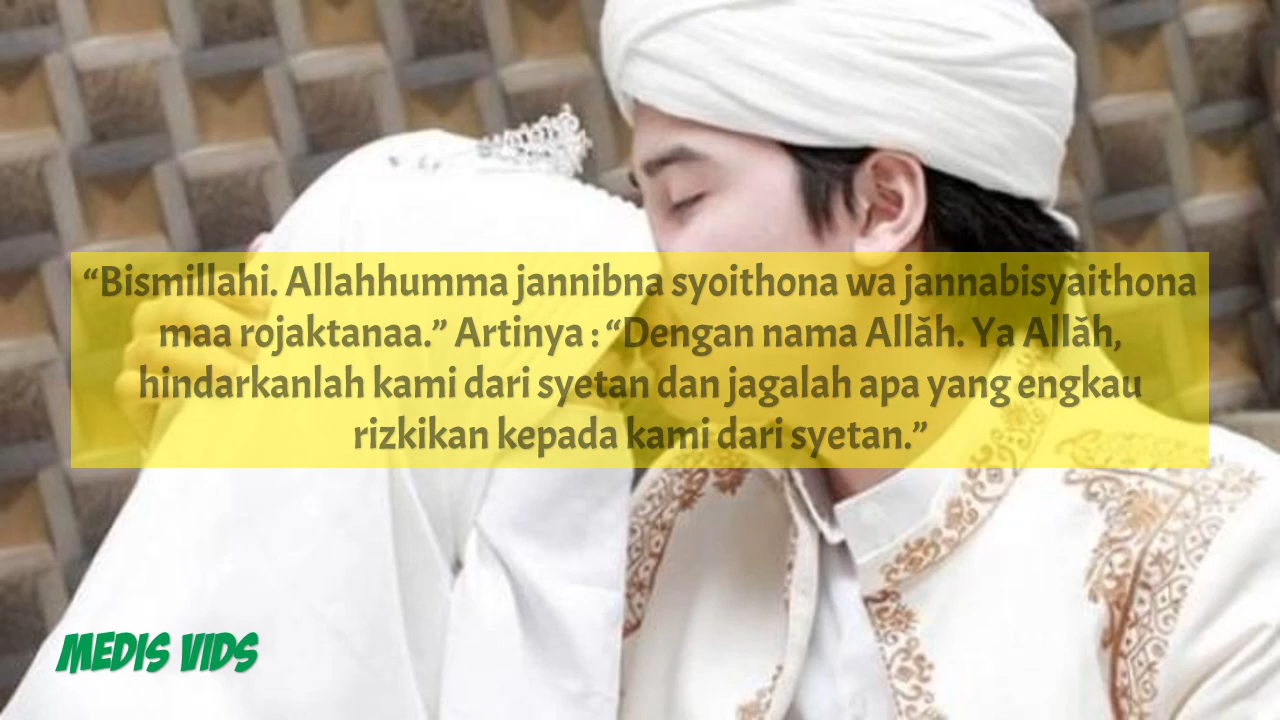 “Bismillahi. Allahhumma jannibna syoithona wa jannabisyaithona
maa rojaktanaa.” Artinya : “Dengan nama Allăh. Ya Allăh,
hindarkanlah kami dari syetan dan jagalah apa yang engkau
rizkikan kepada kami dari syetan.”
MEDIS VIDS